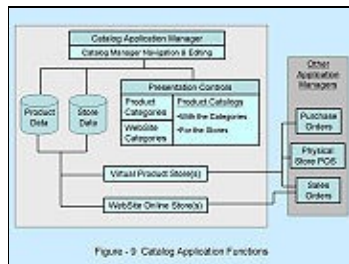 Catalog Application Manager
Catalog Manager Navigation & Editing
Other
Application
Managers
Presentation Controls
Product
Categories
WebSite
Categories
Product Catalogs
•With the Categories
•For the Stores
Product
Data
Store
Data
Purchase
Orders
Physical
Store POS
Sales
Orders
Virtual Product Store(s)
WebSite Online Store(s)
Figure - 9 Catalog Application Functions